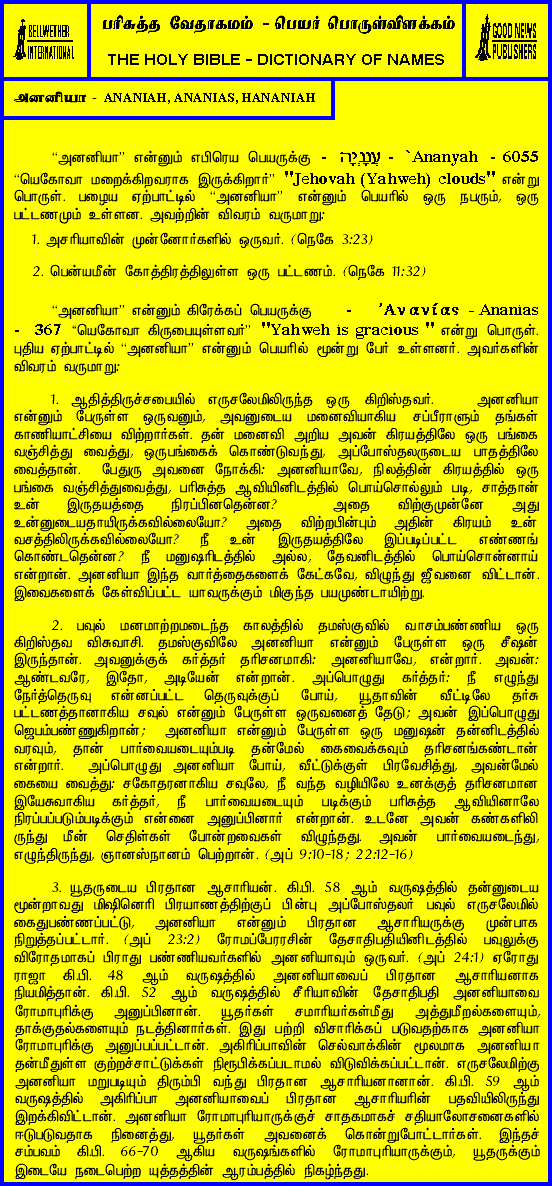 BELLWETHER
INTERNATIONAL
பரிசுத்த வேதாகமம் - பெயர் பொருள்விளக்கம்
THE HOLY BIBLE - DICTIONARY OF NAMES
GOOD NEWS
PUBLISHERS
அனனியா - ANANIAH, ANANIAS, HANANIAH
“அனனியா” என்னும் எபிரெய பெயருக்கு - עֲנָנְיָה - `Ananyah - 6055
“யெகோவா மறைக்கிறவராக இருக்கிறார்” "Jehovah (Yahweh) clouds" என்று
பொருள். பழைய ஏற்பாட்டில் “அனனியா” என்னும் பெயரில் ஒரு நபரும், ஒரு
பட்டணமும் உள்ளன. அவற்றின் விவரம் வருமாறு:
1. அசரியாவின் முன்னோர்களில் ஒருவர். (நெகே 3:23)
2. பென்யமீன் கோத்திரத்திலுள்ள ஒரு பட்டணம். (நெகே 11:32)
“அனனியா” என்னும் கிரேக்கப் பெயருக்கு - Ἀνανίας - Ananias
- 367 “யெகோவா கிருபையுள்ளவர்” "Yahweh is gracious " என்று பொருள்.
புதிய ஏற்பாட்டில் “அனனியா” என்னும் பெயரில் மூன்று பேர் உள்ளனர். அவர்களின்
விவரம் வருமாறு:
1. ஆதித்திருச்சபையில் எருசலேமிலிருந்த ஒரு கிறிஸ்தவர். அனனியா
என்னும் பேருள்ள ஒருவனும், அவனுடைய மனைவியாகிய சப்பீராளும் தங்கள்
காணியாட்சியை விற்றார்கள். தன் மனைவி அறிய அவன் கிரயத்திலே ஒரு பங்கை
வஞ்சித்து வைத்து, ஒருபங்கைக் கொண்டுவந்து, அப்போஸ்தலருடைய பாதத்திலே
வைத்தான். பேதுரு அவனை நோக்கி: அனனியாவே, நிலத்தின் கிரயத்தில் ஒரு
பங்கை வஞ்சித்துவைத்து, பரிசுத்த ஆவியினிடத்தில் பொய்சொல்லும் படி, சாத்தான்
உன் இருதயத்தை நிரப்பினதென்ன? அதை விற்குமுன்னே அது
உன்னுடையதாயிருக்கவில்லையோ? அதை விற்றபின்பும் அதின் கிரயம் உன்
வசத்திலிருக்கவில்லையோ? நீ உன் இருதயத்திலே இப்படிப்பட்ட எண்ணங்
கொண்டதென்ன? நீ மனுஷரிடத்தில் அல்ல, தேவனிடத்தில் பொய்சொன்னாய்
என்றான். அனனியா இந்த வார்த்தைகளைக் கேட்கவே, விழுந்து ஜீவனை விட்டான்.
இவைகளைக் கேள்விப்பட்ட யாவருக்கும் மிகுந்த பயமுண்டாயிற்று.
2. பவுல் மனமாற்றமடைந்த காலத்தில் தமஸ்குவில் வாசம்பண்ணிய ஒரு
கிறிஸ்தவ விசுவாசி. தமஸ்குவிலே அனனியா என்னும் பேருள்ள ஒரு சீஷன்
இருந்தான். அவனுக்குக் கர்த்தர் தரிசனமாகி: அனனியாவே, என்றார். அவன்:
ஆண்டவரே, இதோ, அடியேன் என்றான். அப்பொழுது கர்த்தர்: நீ எழுந்து
நேர்த்தெருவு என்னப்பட்ட தெருவுக்குப் போய், யூதாவின் வீட்டிலே தர்சு
பட்டணத்தானாகிய சவுல் என்னும் பேருள்ள ஒருவனைத் தேடு; அவன் இப்பொழுது
ஜெபம்பண்ணுகிறான்; அனனியா என்னும் பேருள்ள ஒரு மனுஷன் தன்னிடத்தில்
வரவும், தான் பார்வையடையும்படி தன்மேல் கைவைக்கவும் தரிசனங்கண்டான்
என்றார். அப்பொழுது அனனியா போய், வீட்டுக்குள் பிரவேசித்து, அவன்மேல்
கையை வைத்து: சகோதரனாகிய சவுலே, நீ வந்த வழியிலே உனக்குத் தரிசனமான
இயேசுவாகிய கர்த்தர், நீ பார்வையடையும் படிக்கும் பரிசுத்த ஆவியினாலே
நிரப்பப்படும்படிக்கும் என்னை அனுப்பினார் என்றான். உடனே அவன் கண்களிலி
ருந்து மீன் செதிள்கள் போன்றவைகள் விழுந்தது. அவன் பார்வையடைந்து,
எழுந்திருந்து, ஞானஸ்நானம் பெற்றான். (அப் 9:10-18; 22:12-16)
3. யூதருடைய பிரதான ஆசாரியன். கி.பி. 58 ஆம் வருஷத்தில் தன்னுடைய
மூன்றாவது மிஷினெரி பிரயாணத்திற்குப் பின்பு அப்போஸ்தலர் பவுல் எருசலேமில்
கைதுபண்ணப்பட்டு, அனனியா என்னும் பிரதான ஆசாரியருக்கு முன்பாக
நிறுத்தப்பட்டார். (அப் 23:2) ரோமப்பேரரசின் தேசாதிபதியினிடத்தில் பவுலுக்கு
விரோதமாகப் பிராது பண்ணியவர்களில் அனனியாவும் ஒருவர். (அப் 24:1) ஏரோது
ராஜா கி.பி. 48 ஆம் வருஷத்தில் அனனியாவைப் பிரதான ஆசாரியனாக
நியமித்தான். கி.பி. 52 ஆம் வருஷத்தில் சீரியாவின் தேசாதிபதி அனனியாவை
ரோமாபுரிக்கு அனுப்பினான். யூதர்கள் சமாரியர்கள்மீது அத்துமீறல்களையும்,
தாக்குதல்களையும் நடத்தினார்கள். இது பற்றி விசாரிக்கப் படுவதற்காக அனனியா
ரோமாபுரிக்கு அனுப்பப்பட்டான். அகிரிப்பாவின் செல்வாக்கின் மூலமாக அனனியா
தன்மீதுள்ள குற்றச்சாட்டுக்கள் நிரூபிக்கப்படாமல் விடுவிக்கப்பட்டான். எருசலேமிற்கு
அனனியா மறுபடியும் திரும்பி வந்து பிரதான ஆசாரியனானான். கி.பி. 59 ஆம்
வருஷத்தில் அகிரிப்பா அனனியாவைப் பிரதான ஆசாரியரின் பதவியிலிருந்து
இறக்கிவிட்டான். அனனியா ரோமாபுரியாருக்குச் சாதகமாகச் சதியாலோசனைகளில்
ஈடுபடுவதாக நினைத்து, யூதர்கள் அவனைக் கொன்றுபோட்டார்கள். இந்தச்
சம்பவம் கி.பி. 66-70 ஆகிய வருஷங்களில் ரோமாபுரியாருக்கும், யூதருக்கும்
இடையே நடைபெற்ற யுத்தத்தின் ஆரம்பத்தில் நிகழ்ந்தது.